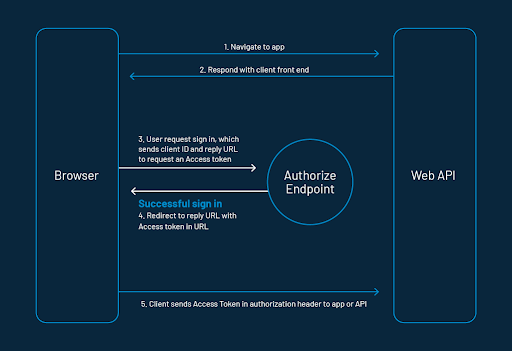 1. Navigate to app
2. Respond with client front end
3. User request sign in, which
sends client ID and reply URL
to request an Access token
Browser
Authorize
Endpoint
Web API
Successful sign in
4. Redirect to reply URL with
Access token in URL
5. Client sends Access Token in authorization header to app or API